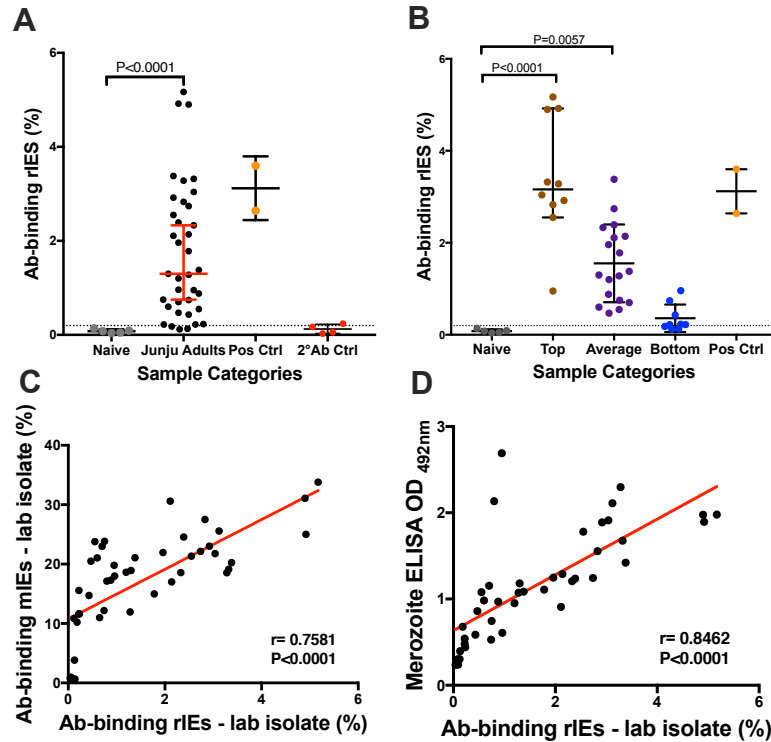 A
P<0.0001
6
4
2
0
Ab-binding rIES (%)
Naive Junju Adults Pos Ctrl 2°Ab Ctrl
Sample Categories
B
P=0.0057
P<0.0001
6
4
2
0
Ab-binding rIES (%)
Naive Top Average Bottom Pos Ctrl
Sample Categories
C
40
30
20
10
0
Ab-binding mIEs - lab isolate (%)
r= 0.7581
P<0.0001
0 2 4 6
Ab-binding rIEs - lab isolate (%)
D
3
2
1
0
Merozoite ELISA OD 492nm
r= 0.8462
P<0.0001
0 2 4 6
Ab-binding rIEs - lab isolate (%)